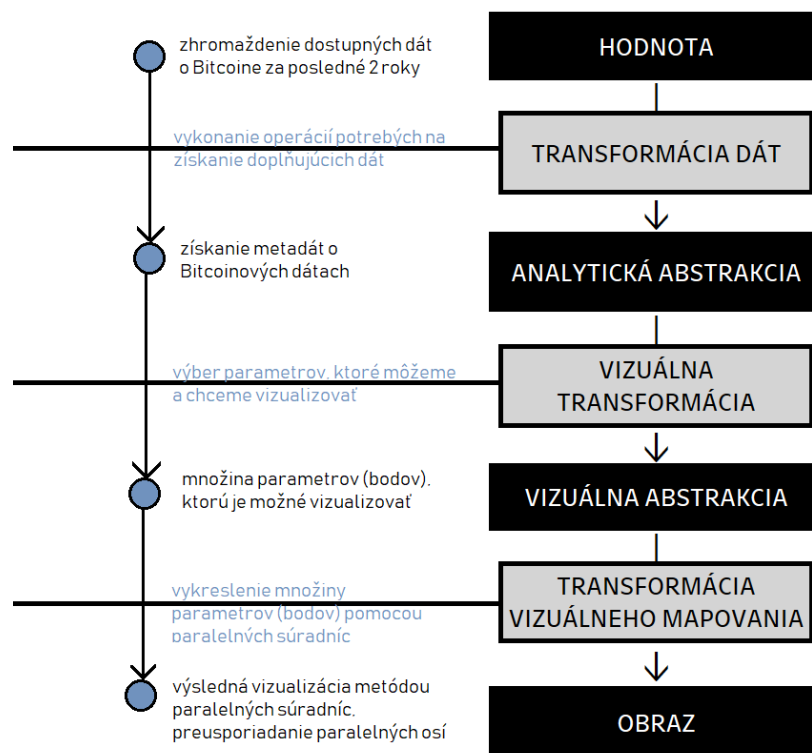 zhromaždenie dostupných dát
o Bitcoine za posledné 2 roky
HODNOTA
vykonanie operácií potrebých na
získanie doplňujúcich dát
TRANSFORMÁCIA DÁT
získanie metadát o
Bitcoinových dátach
ANALYTICKÁ ABSTRAKCIA
výber parametrov, ktoré môžeme
a chceme vizualizovať
VIZUÁLNA
TRANSFORMÁCIA
množina parametrov (bodov),
ktorú je možné vizualizovať
VIZUÁLNA ABSTRAKCIA
vykreslenie množiny
parametrov (bodov) pomocou
paralelných súradníc
TRANSFORMÁCIA
VIZUÁLNEHO MAPOVANIA
výsledná vizualizácia metódou
paralelných súradníc,
preusporiadanie paralelných osí
OBRAZ